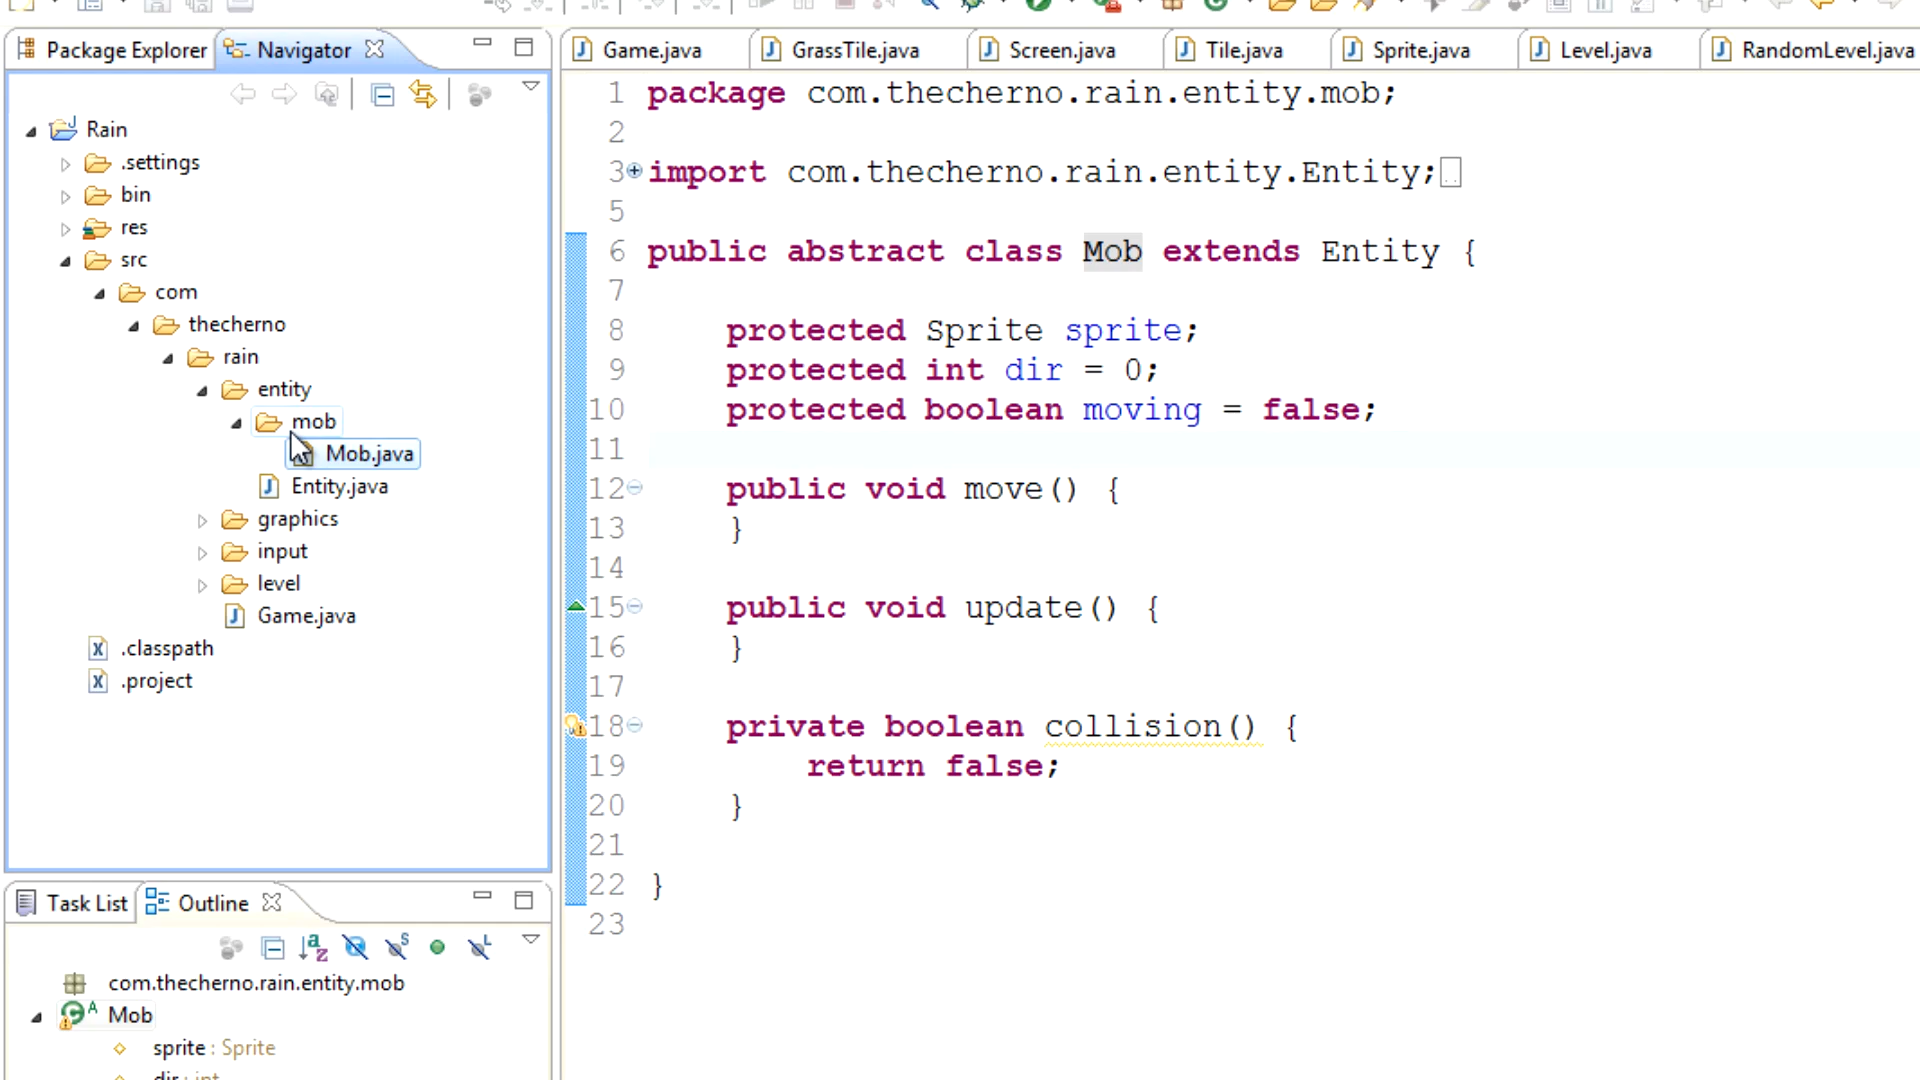 Package Explorer
Navigator
Rain
.settings
bin
res
src
com
thecherno
rain
entity
mob
Mob.java
Entity.java
graphics
input
level
Game.java
.classpath
.project
Task List
Outline
com.thecherno.rain.entity.mob
Mob
sprite : Sprite
dir : int
Game.java
GrassTile.java
Screen.java
Tile.java
Sprite.java
Level.java
RandomLevel.java
1 package com.thecherno.rain.entity.mob;
2
3 import com.thecherno.rain.entity.Entity;
5
6 public abstract class Mob extends Entity {
7
8 protected Sprite sprite;
9 protected int dir = 0;
10 protected boolean moving = false;
11
12 public void move() {
13 }
14
15 public void update() {
16 }
17
18 private boolean collision() {
19 return false;
20 }
21
22 }
23